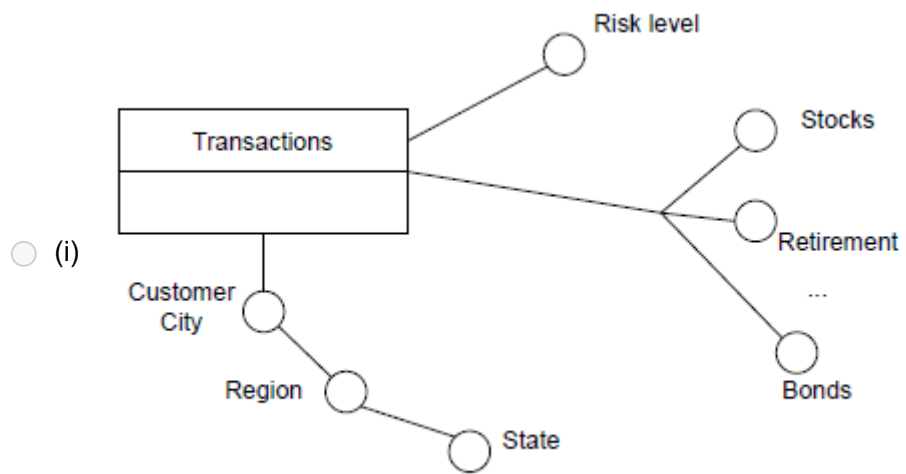 Risk level
Transactions
Stocks
Retirement
...
Bonds
(i)
Customer
City
Region
State